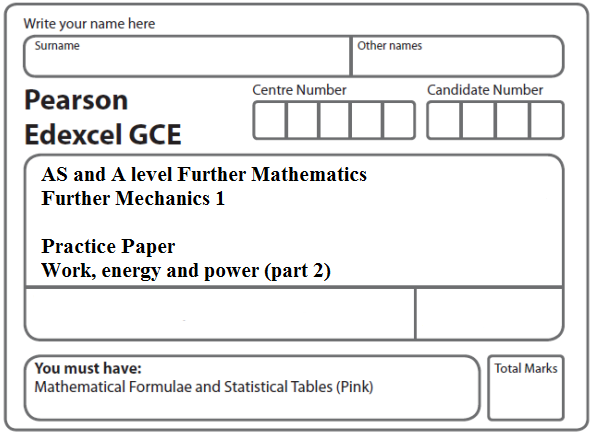 Write your name here
Surname
Other names
Pearson
Edexcel GCE
Centre Number
Candidate Number
AS and A level Further Mathematics
Further Mechanics 1
Practice Paper
Work, energy and power (part 2)
You must have:
Mathematical Formulae and Statistical Tables (Pink)
Total Marks